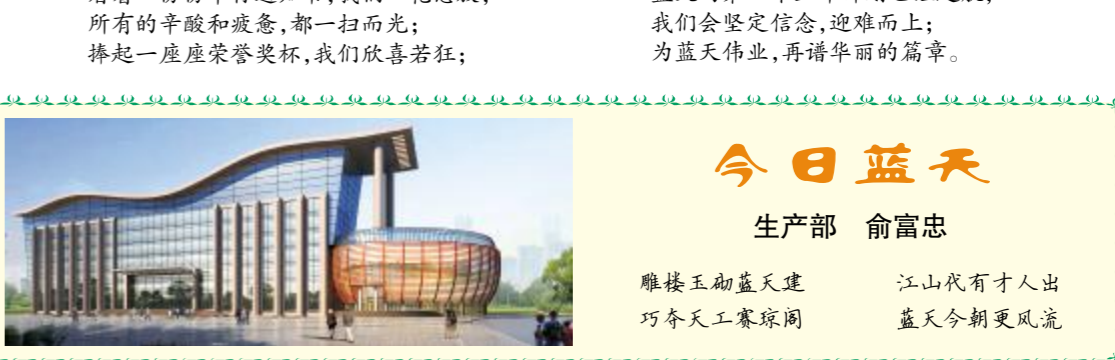 所有的辛酸和疲惫,都一扫而光;
捧起一座座荣誉奖杯,我们欣喜若狂;
我们会坚定信念,迎难而上;
为蓝天伟业,再谱华丽的篇章。
今日蓝天
生产部 俞富忠
雕楼玉砌蓝天建
巧夺天工赛琼阁
江山代有才人出
蓝天今朝更风流